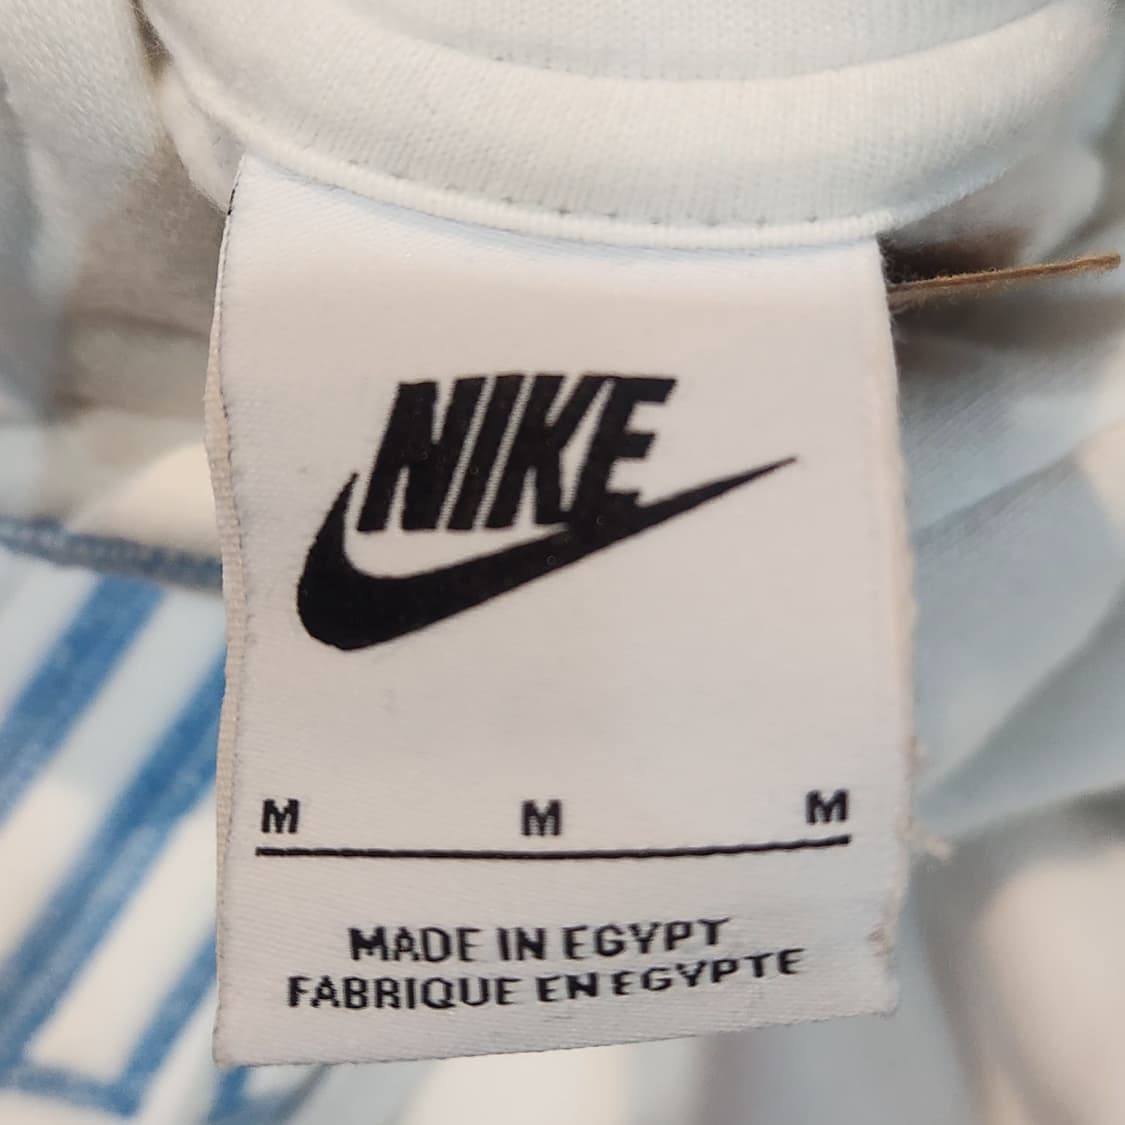 NIKE
M M M
MADE IN EGYPT
FABRIQUE EN EGYPTE